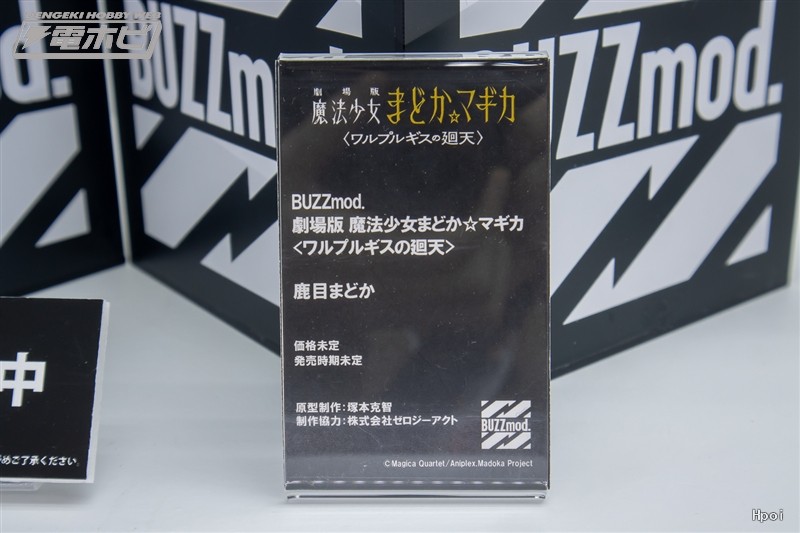 DENGEKI HOBBY WEB
電ホビ
BUZZmod.
BUZZmod.
劇場版
魔法少女まどか☆マギカ
〈ワルプルギスの廻天〉
BUZZmod.
劇場版 魔法少女まどか☆マギカ
<ワルプルギスの廻天>
鹿目まどか
価格未定
発売時期未定
原型制作：塚本克智
制作協力：株式会社ゼロジーアクト
BUZZmod.
©Magica Quartet/Aniplex,Madoka Project
中
めご了承ください。
Hpoi